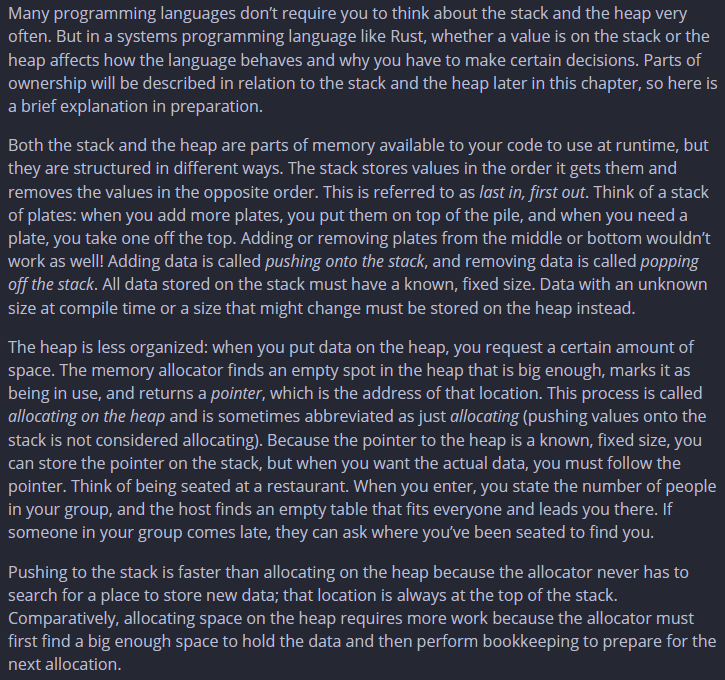 Many programming languages don’t require you to think about the stack and the heap very
often. But in a systems programming language like Rust, whether a value is on the stack or the
heap affects how the language behaves and why you have to make certain decisions. Parts of
ownership will be described in relation to the stack and the heap later in this chapter, so here is
a brief explanation in preparation.
Both the stack and the heap are parts of memory available to your code to use at runtime, but
they are structured in different ways. The stack stores values in the order it gets them and
removes the values in the opposite order. This is referred to as last in, first out. Think of a stack
of plates: when you add more plates, you put them on top of the pile, and when you need a
plate, you take one off the top. Adding or removing plates from the middle or bottom wouldn’t
work as well! Adding data is called pushing onto the stack, and removing data is called popping
off the stack. All data stored on the stack must have a known, fixed size. Data with an unknown
size at compile time or a size that might change must be stored on the heap instead.
The heap is less organized: when you put data on the heap, you request a certain amount of
space. The memory allocator finds an empty spot in the heap that is big enough, marks it as
being in use, and returns a pointer, which is the address of that location. This process is called
allocating on the heap and is sometimes abbreviated as just allocating (pushing values onto the
stack is not considered allocating). Because the pointer to the heap is a known, fixed size, you
can store the pointer on the stack, but when you want the actual data, you must follow the
pointer. Think of being seated at a restaurant. When you enter, you state the number of people
in your group, and the host finds an empty table that fits everyone and leads you there. If
someone in your group comes late, they can ask where you’ve been seated to find you.
Pushing to the stack is faster than allocating on the heap because the allocator never has to
search for a place to store new data; that location is always at the top of the stack.
Comparatively, allocating space on the heap requires more work because the allocator must
first find a big enough space to hold the data and then perform bookkeeping to prepare for the
next allocation.